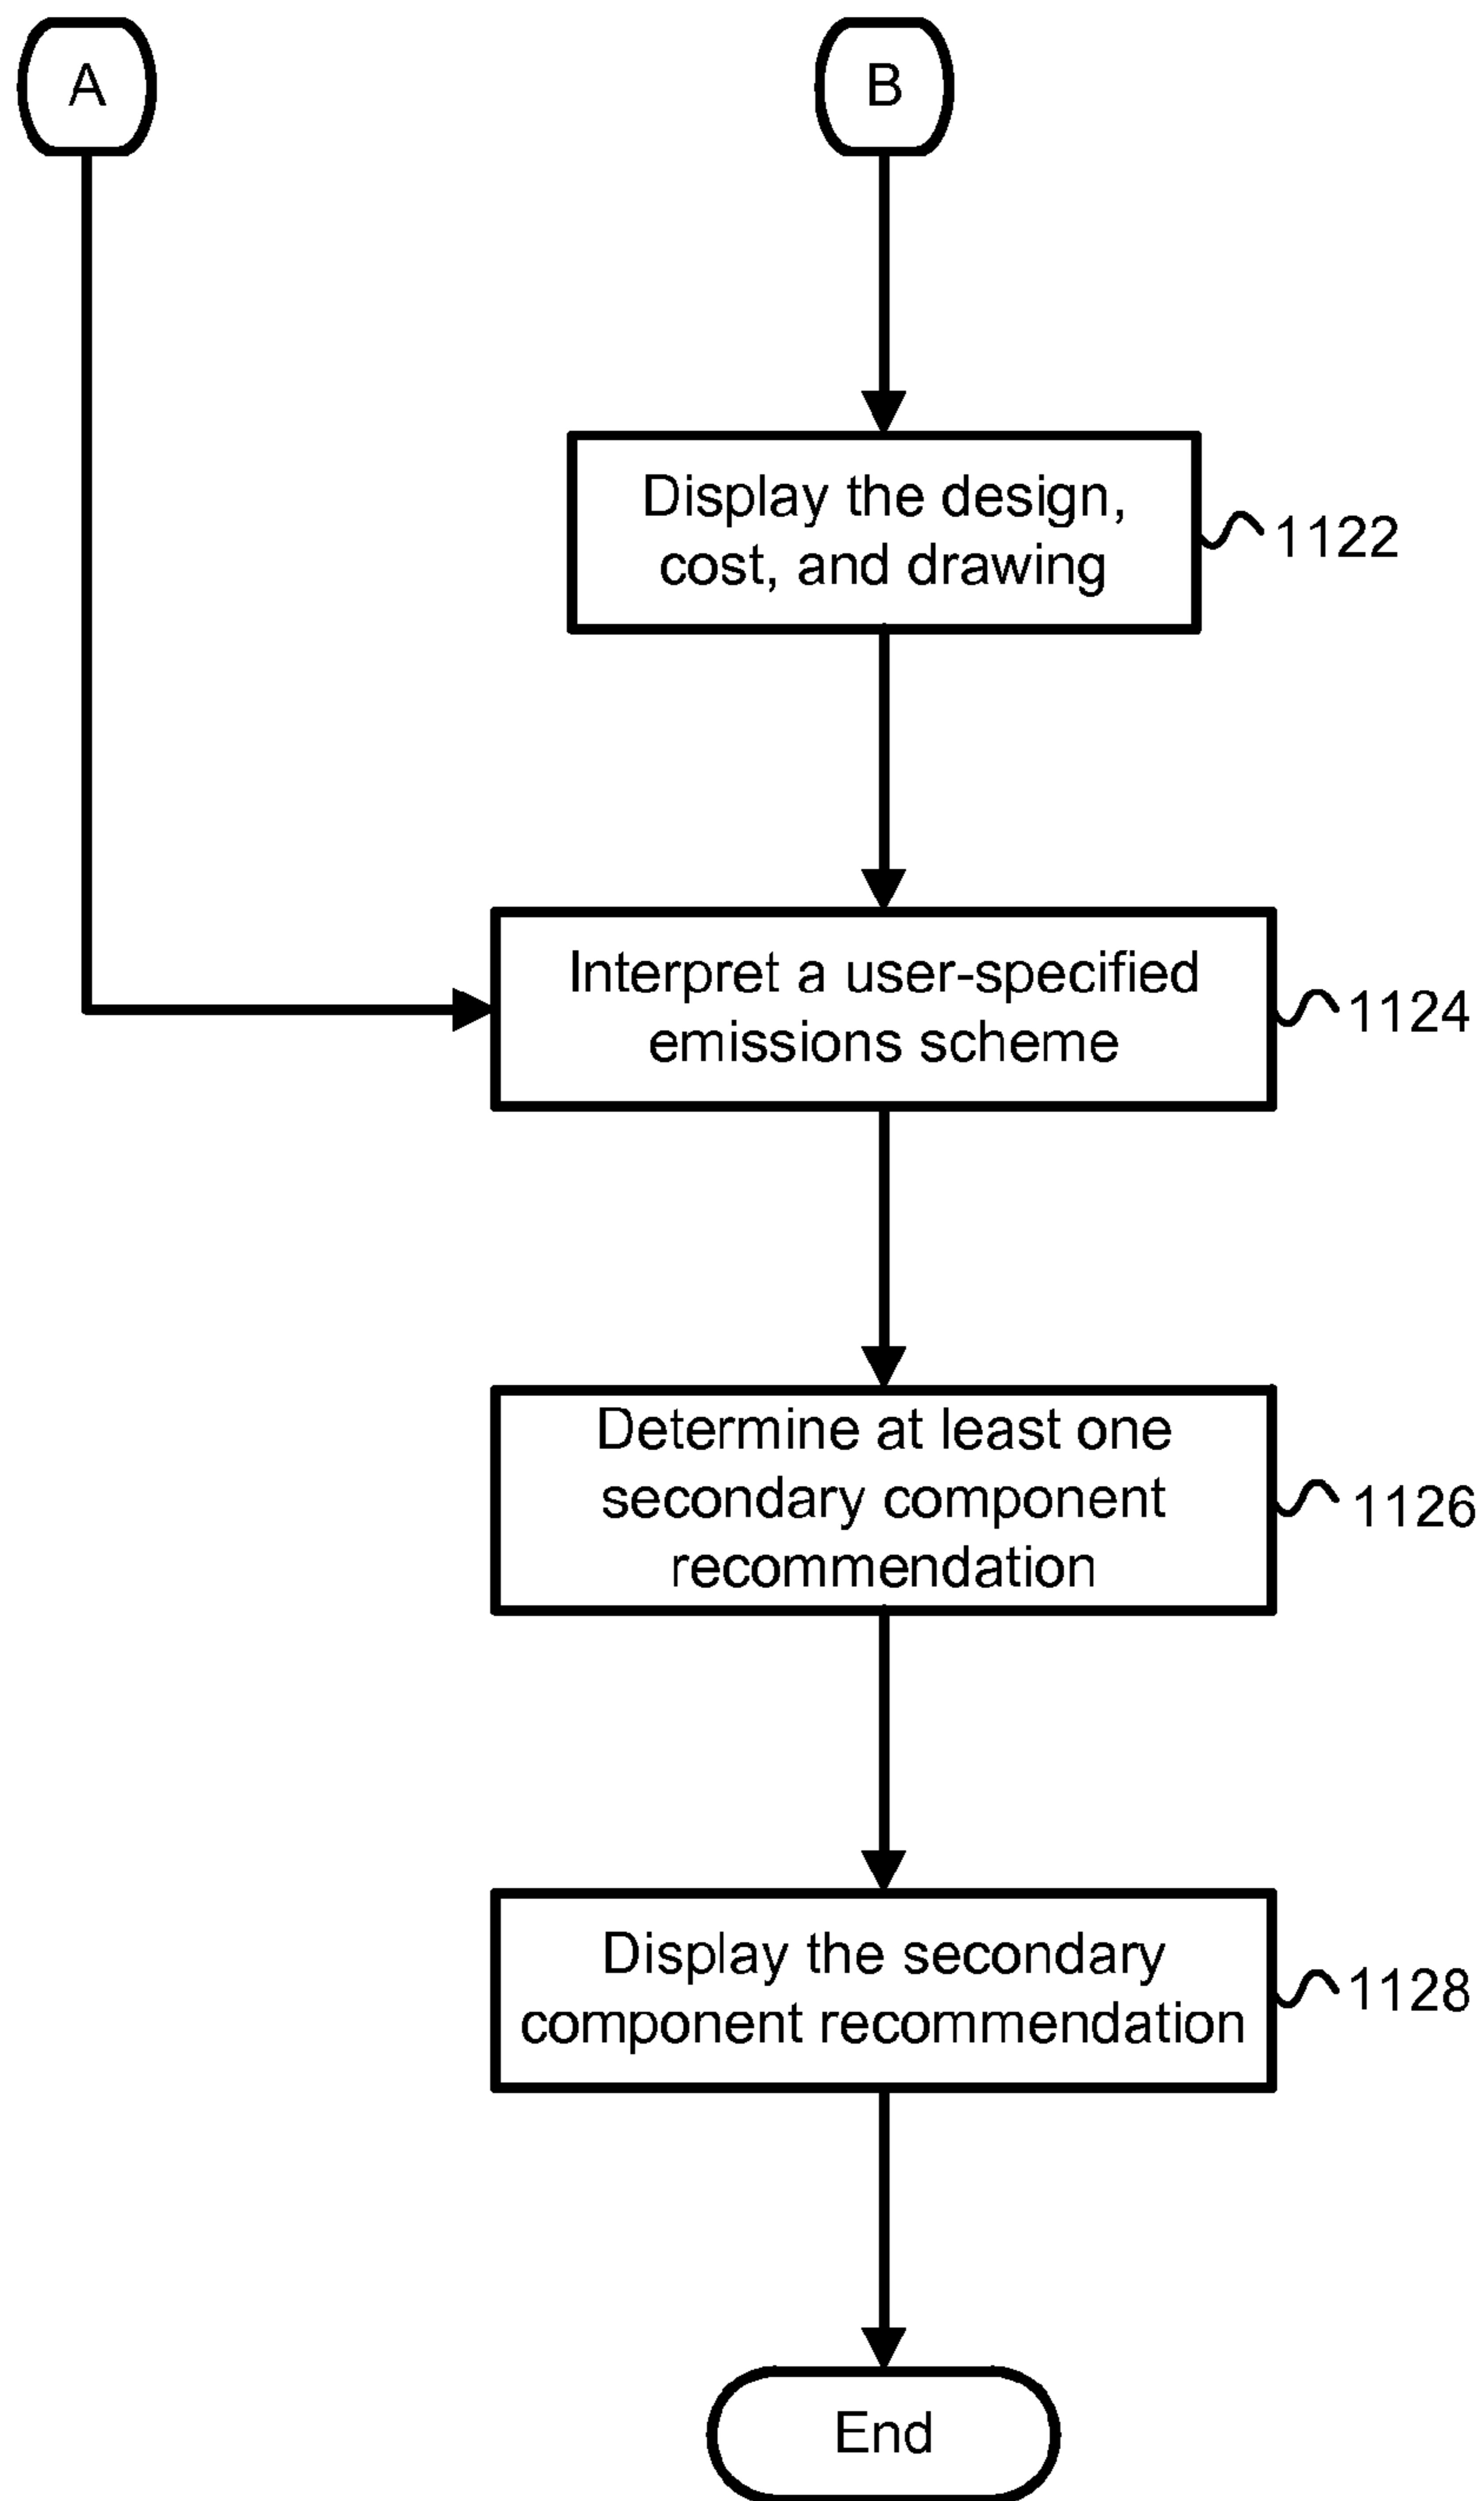 A
B
Display the design,
cost, and drawing
1122
Interpret a user-specified
emissions scheme
1124
Determine at least one
secondary component
recommendation
1126
Display the secondary
component recommendation
1128
End